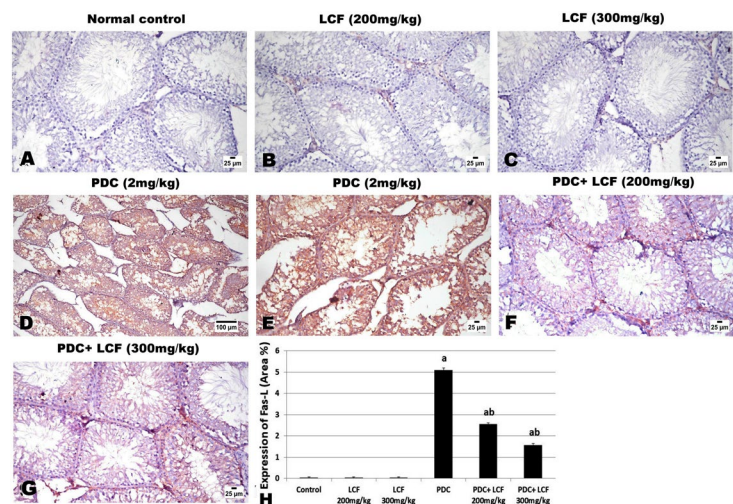 Normal control
LCF (200mg/kg)
LCF (300mg/kg)
A
25 µm
B
25 µm
C
25 µm
PDC (2mg/kg)
PDC (2mg/kg)
PDC+ LCF (200mg/kg)
D
100 µm
E
25 µm
F
25 µm
PDC+ LCF (300mg/kg)
G
25 µm
H
Expression of Fas-L (Area %)
6
5
4
3
2
1
0
a
ab
ab
Control
LCF
200mg/kg
LCF
300mg/kg
PDC
PDC+ LCF
200mg/kg
PDC+ LCF
300mg/kg